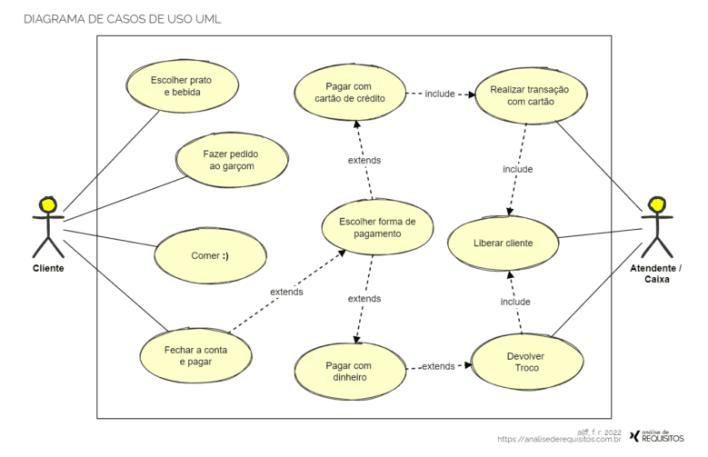 DIAGRAMA DE CASOS DE USO UML
Escolher prato
e bebida
Pagar com
cartão de crédito
include
Realizar transação
com cartão
Fazer pedido
ao garçom
extends
include
Cliente
Escolher forma de
pagamento
Comer :)
Liberar cliente
Atendente /
Caixa
extends
extends
include
Fechar a conta
e pagar
Pagar com
dinheiro
extends
Devolver
Troco
https://analisederequisitos.com.br
análise de
REQUISITOS